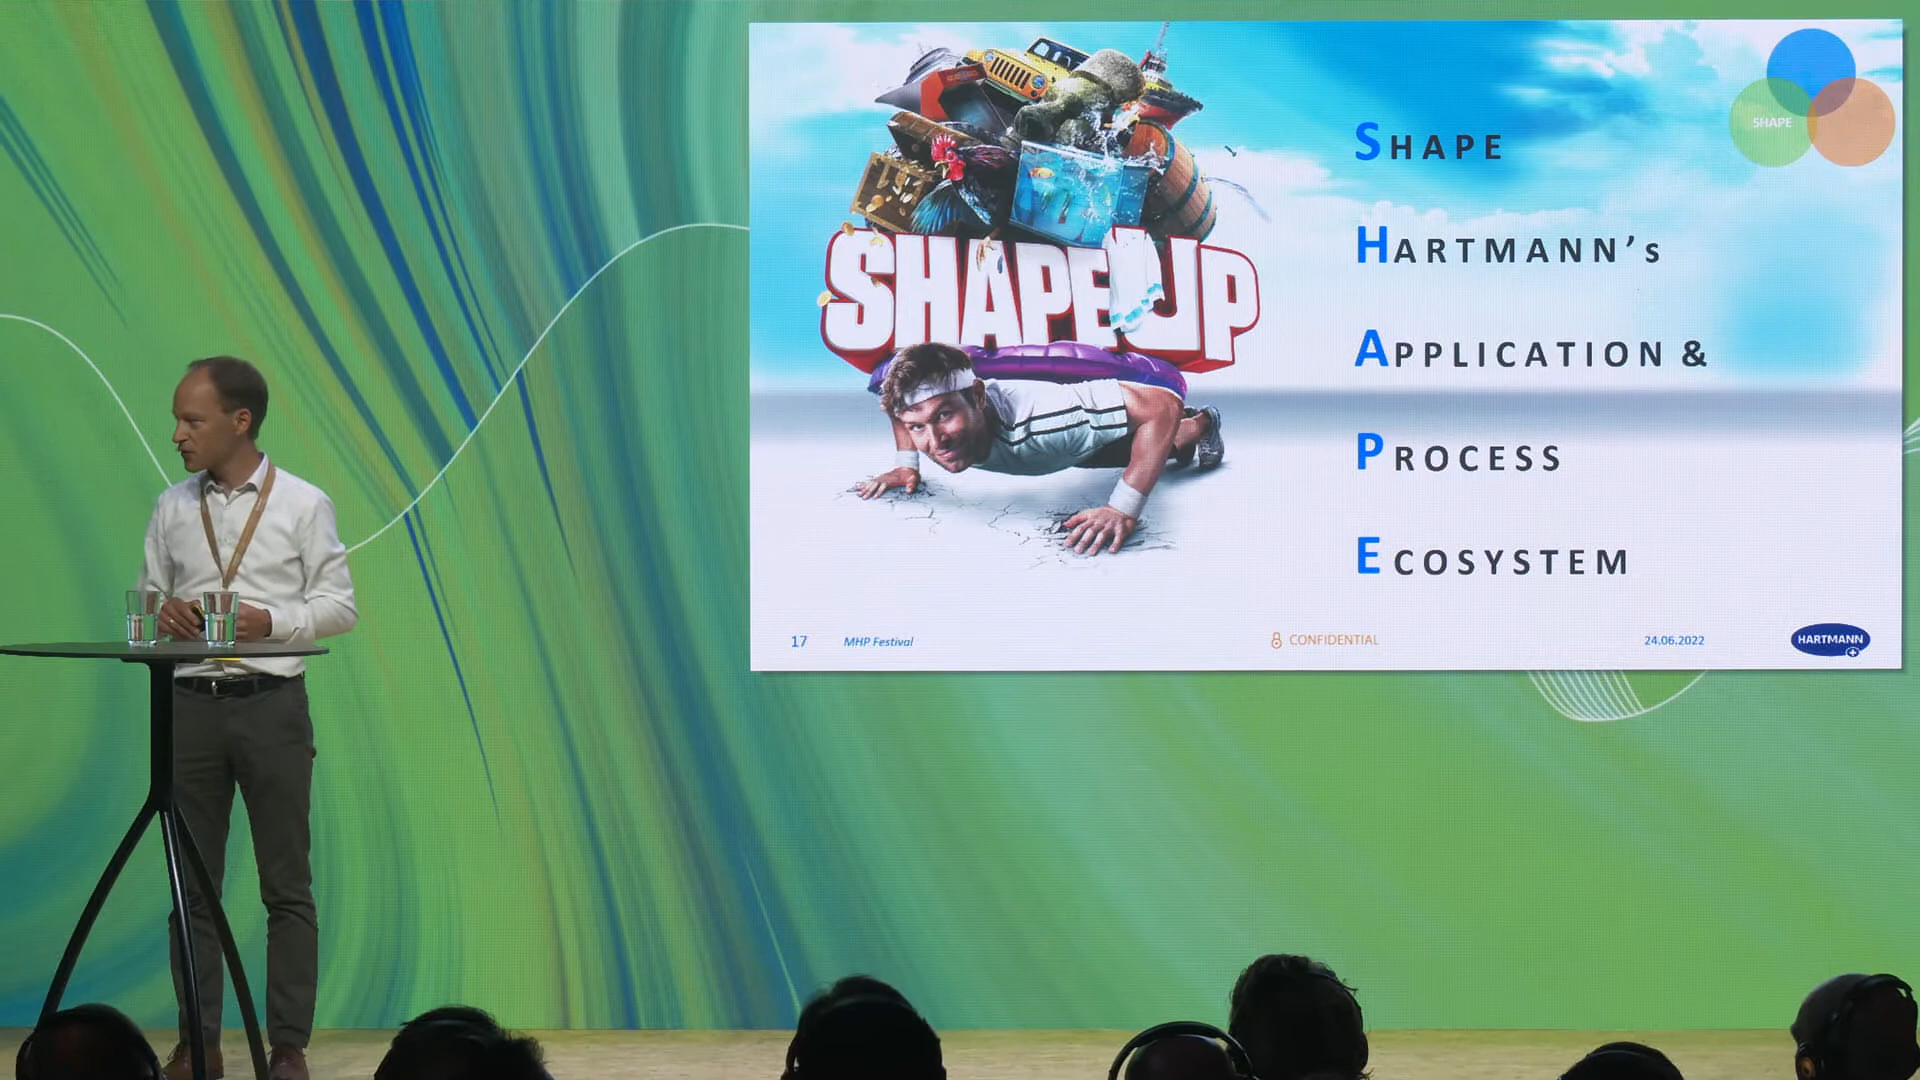 SHAPE UP
SHAPE
HARTMANN's
APPLICATION &
PROCESS
ECOSYSTEM
SHAPE
17 MHP Festival CONFIDENTIAL 24.06.2022 HARTMANN